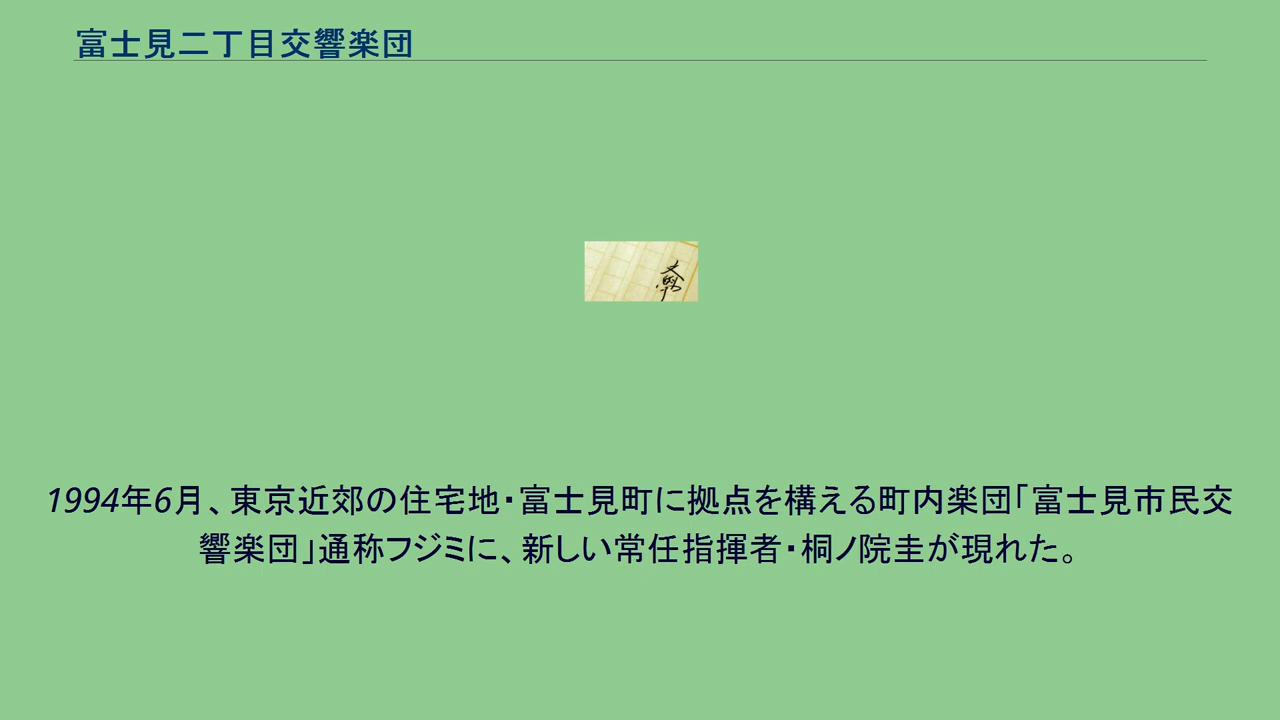 富士見二丁目交響楽団
1994年6月、東京近郊の住宅地・富士見町に拠点を構える町内楽団「富士見市民交
響楽団」通称フジミに、新しい常任指揮者・桐ノ院圭が現れた。